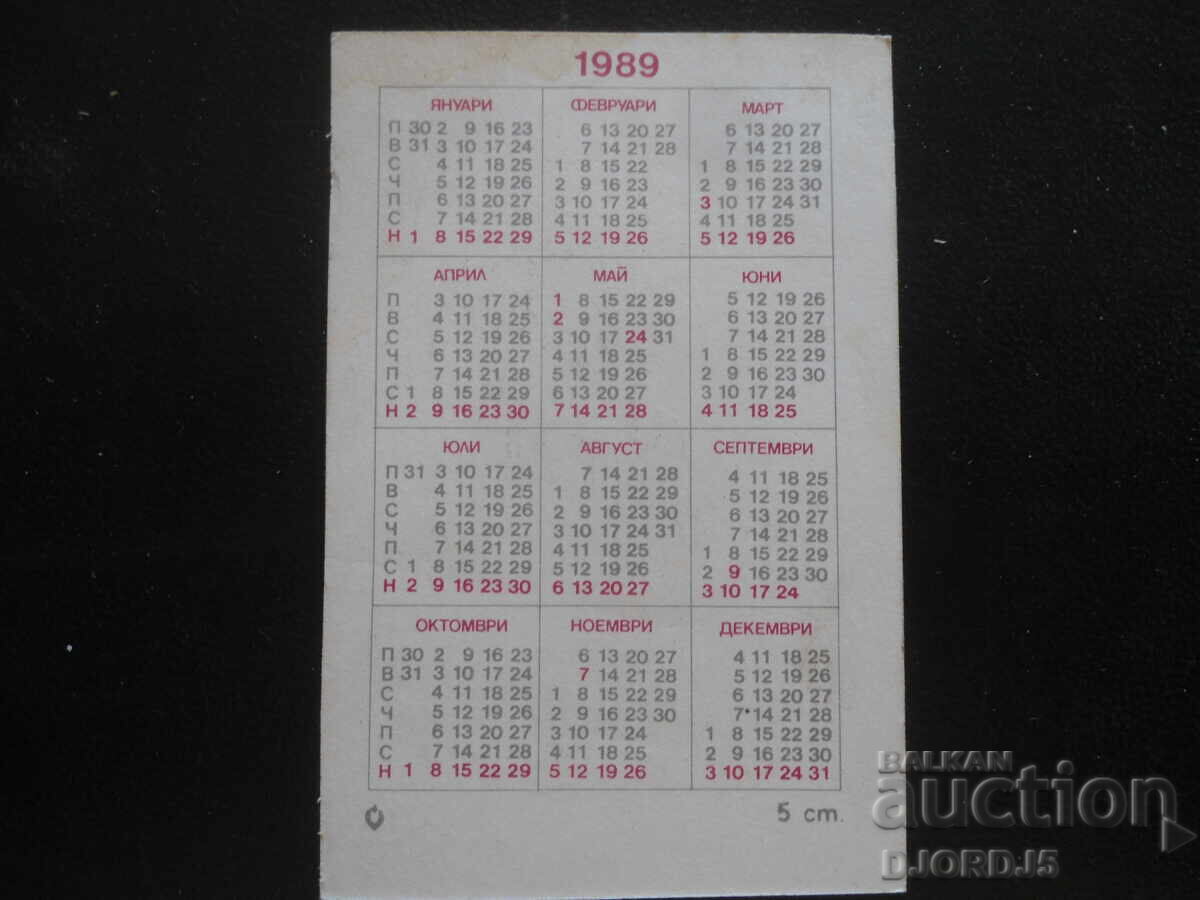 1989
ЯНУАРИ ФЕВРУАРИ МАРТ
П 30 2 9 16 23 6 13 20 27 6 13 20 27
В 31 3 10 17 24 7 14 21 28 7 14 21 28
С 4 11 18 25 1 8 15 22 1 8 15 22 29
Ч 5 12 19 26 2 9 16 23 2 9 16 23 30
П 6 13 20 27 3 10 17 24 3 10 17 24 31
С 7 14 21 28 4 11 18 25 4 11 18 25
Н 1 8 15 22 29 5 12 19 26 5 12 19 26
АПРИЛ МАЙ ЮНИ
П 3 10 17 24 1 8 15 22 29 5 12 19 26
В 4 11 18 25 2 9 16 23 30 6 13 20 27
С 5 12 19 26 3 10 17 24 31 7 14 21 28
Ч 6 13 20 27 4 11 18 25 1 8 15 22 29
П 7 14 21 28 5 12 19 26 2 9 16 23 30
С 1 8 15 22 29 6 13 20 27 3 10 17 24
Н 2 9 16 23 30 7 14 21 28 4 11 18 25
ЮЛИ АВГУСТ СЕПТЕМВРИ
П 31 3 10 17 24 7 14 21 28 4 11 18 25
В 4 11 18 25 1 8 15 22 29 5 12 19 26
С 5 12 19 26 2 9 16 23 30 6 13 20 27
Ч 6 13 20 27 3 10 17 24 31 7 14 21 28
П 7 14 21 28 4 11 18 25 1 8 15 22 29
С 1 8 15 22 29 5 12 19 26 2 9 16 23 30
Н 2 9 16 23 30 6 13 20 27 3 10 17 24
ОКТОМВРИ НОЕМВРИ ДЕКЕМВРИ
П 30 2 9 16 23 6 13 20 27 4 11 18 25
В 31 3 10 17 24 7 14 21 28 5 12 19 26
С 4 11 18 25 1 8 15 22 29 6 13 20 27
Ч 5 12 19 26 2 9 16 23 30 7 14 21 28
П 6 13 20 27 3 10 17 24 1 8 15 22 29
С 7 14 21 28 4 11 18 25 2 9 16 23 30
Н 1 8 15 22 29 5 12 19 26 3 10 17 24 31
5 ст.
BALKAN
auction
DJORDJ5